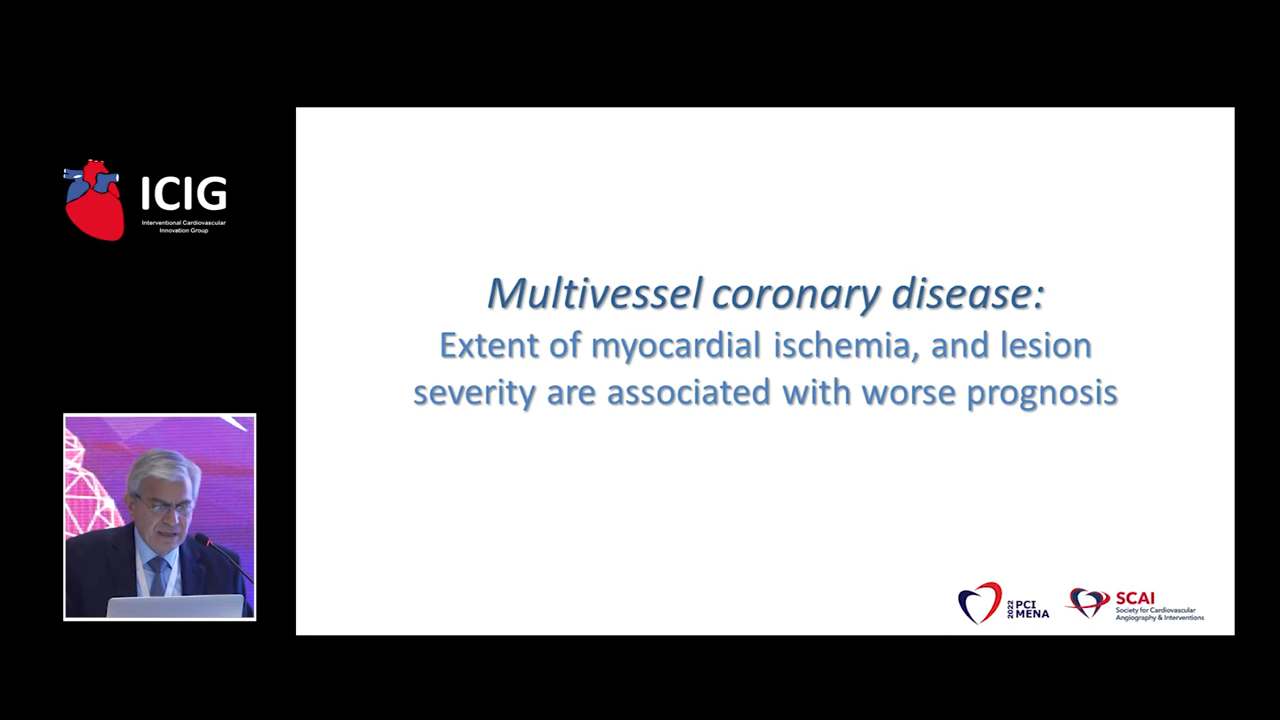 ICIG
Interventional Cardiovascular
Innovation Group
Multivessel coronary disease:
Extent of myocardial ischemia, and lesion
severity are associated with worse prognosis
2022
PCI
MENA
SCAI
Society for Cardiovascular
Angiography & Interventions